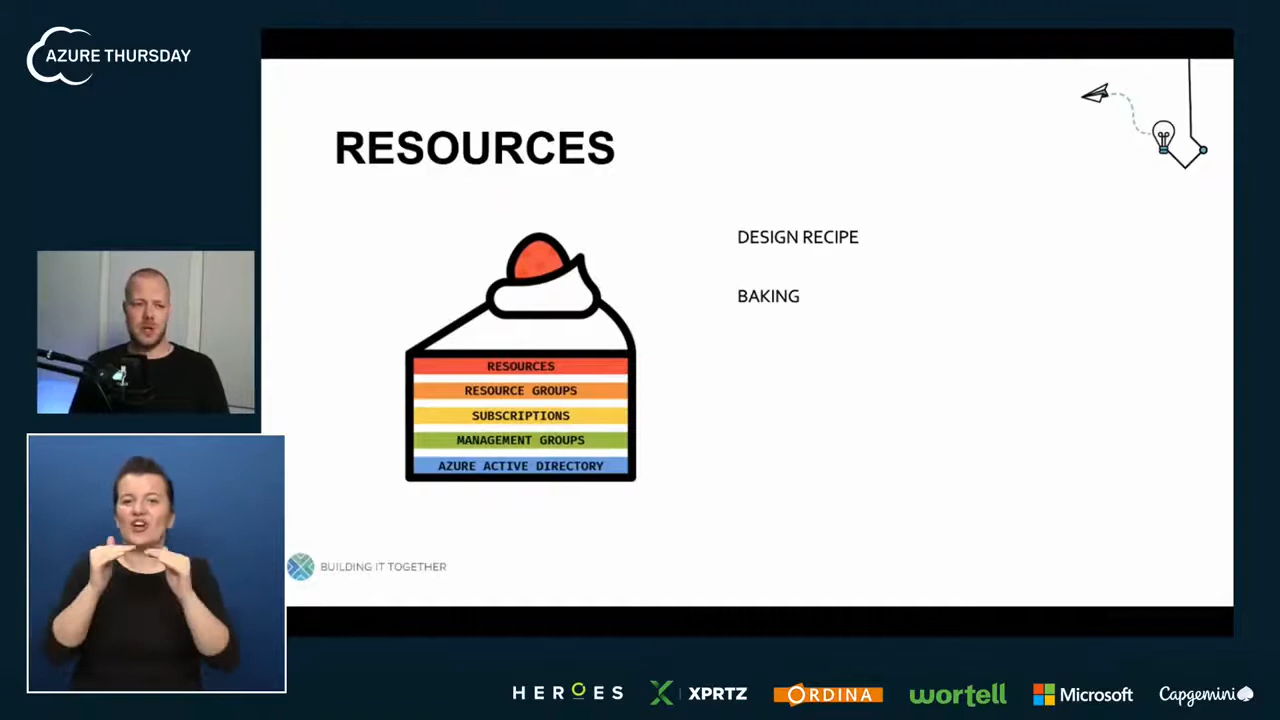 AZURE THURSDAY
RESOURCES
DESIGN RECIPE
BAKING
RESOURCES
RESOURCE GROUPS
SUBSCRIPTIONS
MANAGEMENT GROUPS
AZURE ACTIVE DIRECTORY
BUILDING IT TOGETHER
HEROES
XPRTZ
ORDINA
wortell
Microsoft
Capgemini